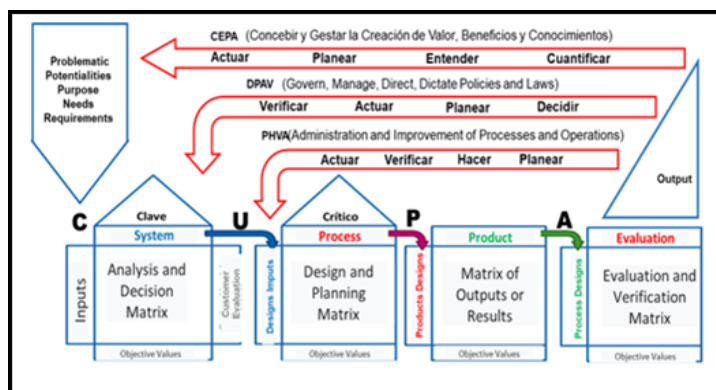 CEPA (Concebir y Gestar la Creación de Valor, Beneficios y Conocimientos)
Actuar Planear Entender Cuantificar
Problematic
Potentialities
Purpose
Needs
Requirements
DPAV (Govern, Manage, Direct, Dictate Policies and Laws)
Verificar Actuar Planear Decidir
PHVA(Administration and Improvement of Processes and Operations)
Actuar Verificar Hacer Planear
Output
C Clave U Crítico P A
System Process Product Evaluation
Inputs
Analysis and
Decision
Matrix
Customer
Evaluation
Designs Inputs
Design and
Planning
Matrix
Products Designs
Matrix of
Outputs or
Results
Process Designs
Evaluation and
Verification
Matrix
Objective Values Objective Values Objective Values Objective Values